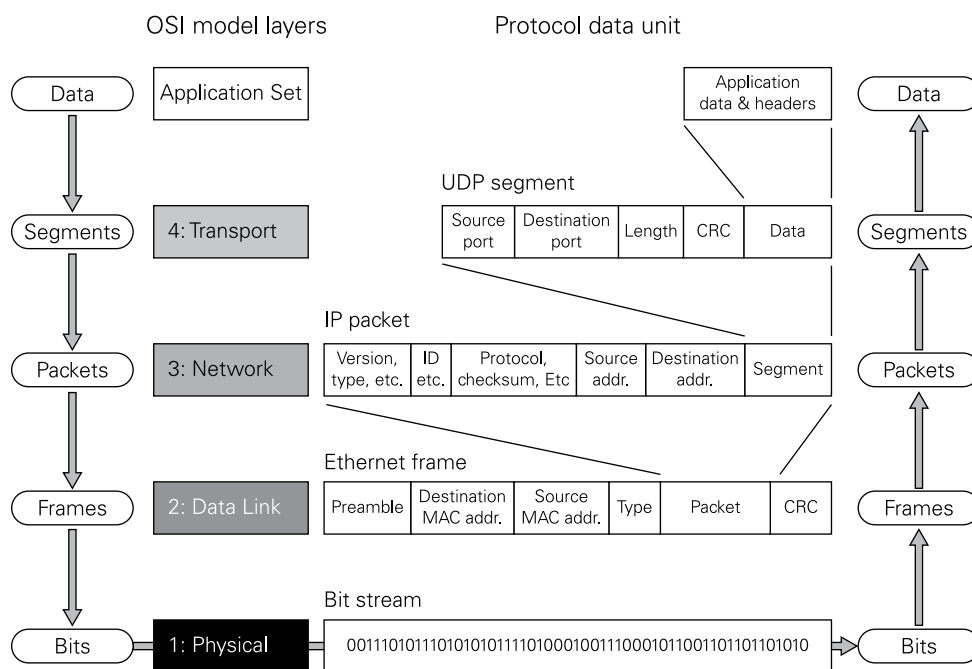 OSI model layers
Protocol data unit
Data
Application Set
Application
data & headers
Data
UDP segment
Segments
4: Transport
Source
port
Destination
port
Length
CRC
Data
Segments
IP packet
Packets
3: Network
Version,
type, etc.
ID
etc.
Protocol,
checksum, Etc
Source
addr.
Destination
addr.
Segment
Packets
Ethernet frame
Frames
2: Data Link
Preamble
Destination
MAC addr.
Source
MAC addr.
Type
Packet
CRC
Frames
Bit stream
Bits
1: Physical
0011101011101010101111010001001110001011001101101101010
Bits